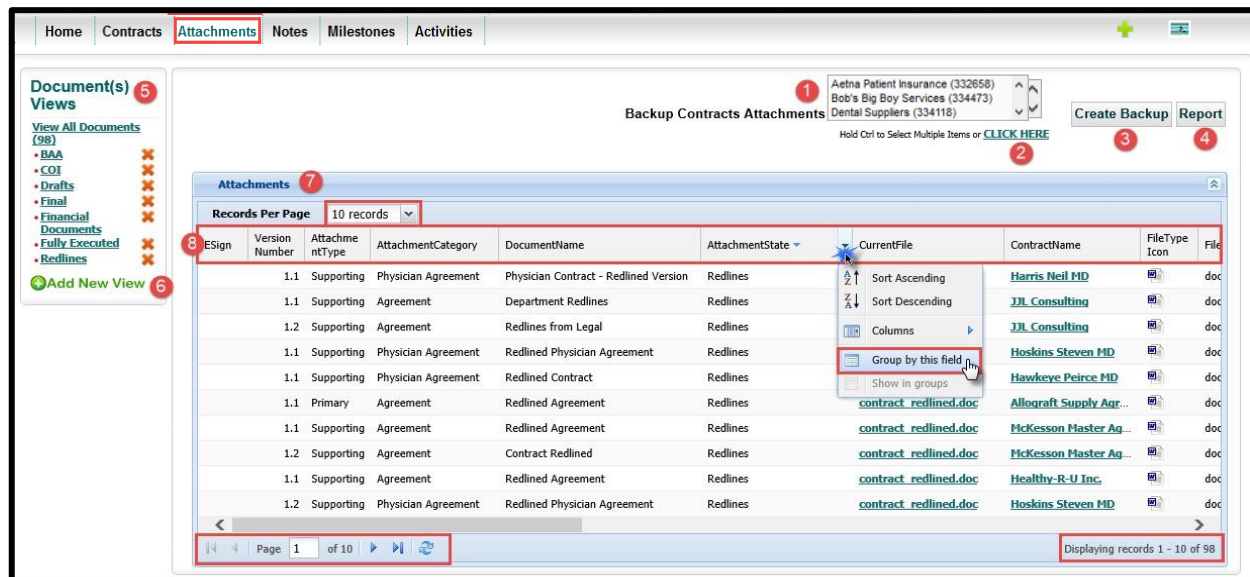 Home Contracts Attachments Notes Milestones Activities
Document(s) Views 5
View All Documents (98)
BAA
COI
Drafts
Final
Financial Documents
Fully Executed
Redlines
Add New View 6
Backup Contracts Attachments 1
Aetna Patient Insurance (332658)
Bob's Big Boy Services (334473)
Dental Suppliers (334118)
Hold Ctrl to Select Multiple Items or CLICK HERE
2
Create Backup Report
3 4
Attachments 7
Records Per Page 10 records
8 ESign Version Number AttachmentType AttachmentCategory DocumentName AttachmentState CurrentFile ContractName FileType Icon File
1.1 Supporting Physician Agreement Physician Contract - Redlined Version Redlines Harris Neil MD doc
1.1 Supporting Agreement Department Redlines Redlines JJL Consulting doc
1.2 Supporting Agreement Redlines from Legal Redlines JJL Consulting doc
1.1 Supporting Physician Agreement Redlined Physician Agreement Redlines Hoskins Steven MD doc
1.1 Supporting Physician Agreement Redlined Contract Redlines Hawkeye Peirce MD doc
1.1 Primary Agreement Redlined Agreement Redlines contract_redlined.doc Allograft Supply Agr... doc
1.1 Supporting Agreement Redlined Agreement Redlines contract_redlined.doc McKesson Master Ag... doc
1.2 Supporting Agreement Contract Redlined Redlines contract_redlined.doc McKesson Master Ag... doc
1.1 Supporting Agreement Redlined Agreement Redlines contract_redlined.doc Healthy-R-U Inc. doc
1.2 Supporting Physician Agreement Redlined Physician Agreement Redlines contract_redlined.doc Hoskins Steven MD doc
Sort Ascending
Sort Descending
Columns
Group by this field
Show in groups
Page 1 of 10
Displaying records 1 - 10 of 98